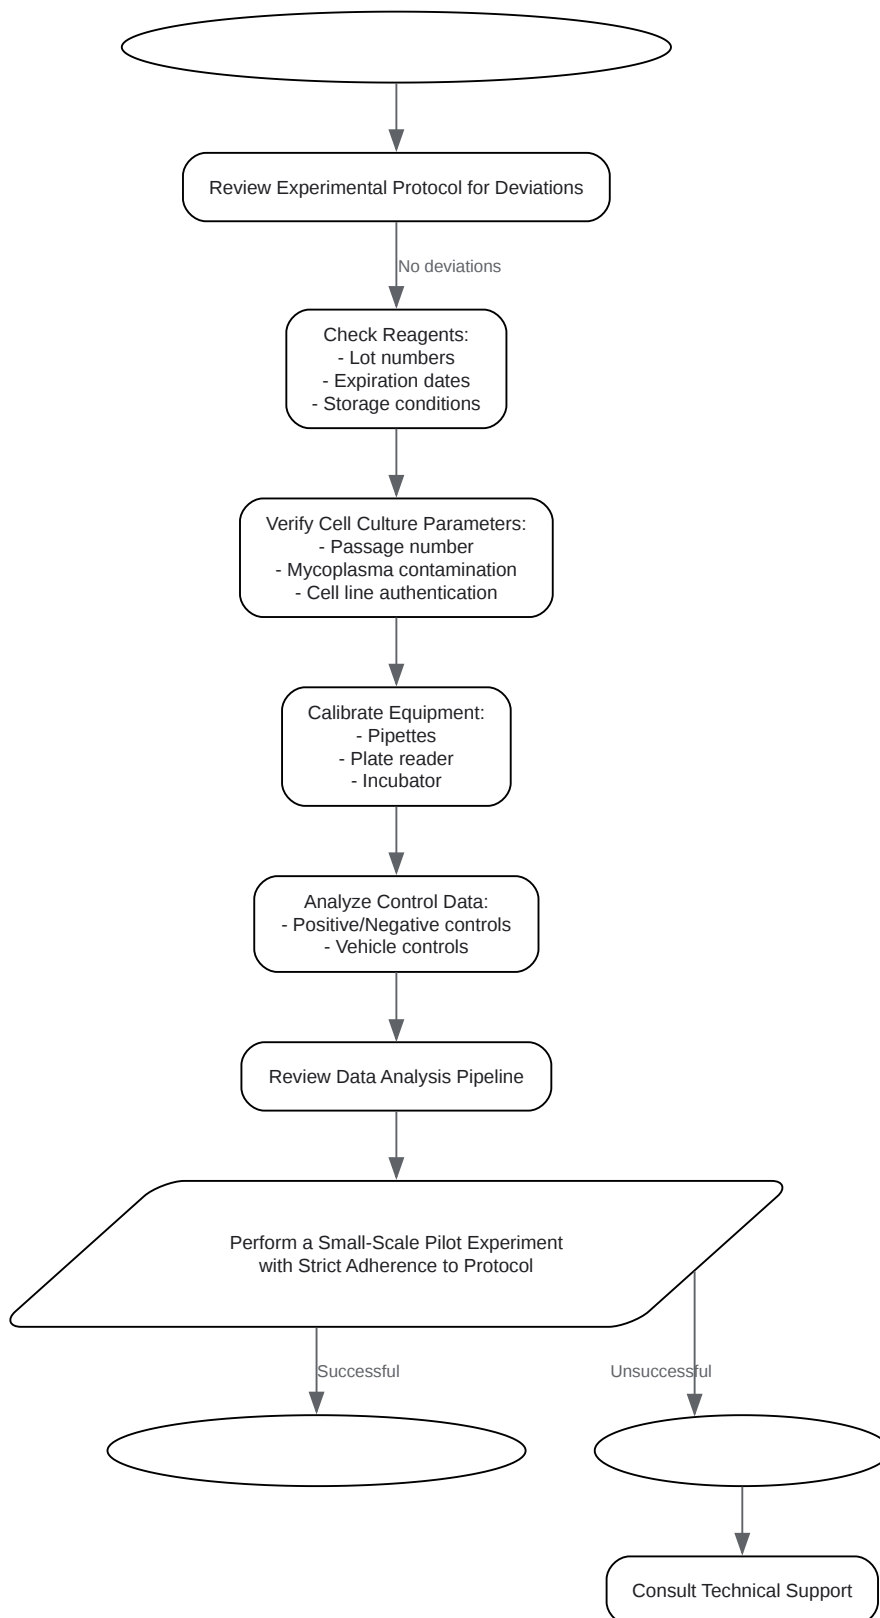 Review Experimental Protocol for Deviations
No deviations
Check Reagents:
- Lot numbers
- Expiration dates
- Storage conditions
Verify Cell Culture Parameters:
- Passage number
- Mycoplasma contamination
- Cell line authentication
Calibrate Equipment:
- Pipettes
- Plate reader
- Incubator
Analyze Control Data:
- Positive/Negative controls
- Vehicle controls
Review Data Analysis Pipeline
Perform a Small-Scale Pilot Experiment
with Strict Adherence to Protocol
Successful
Unsuccessful
Consult Technical Support